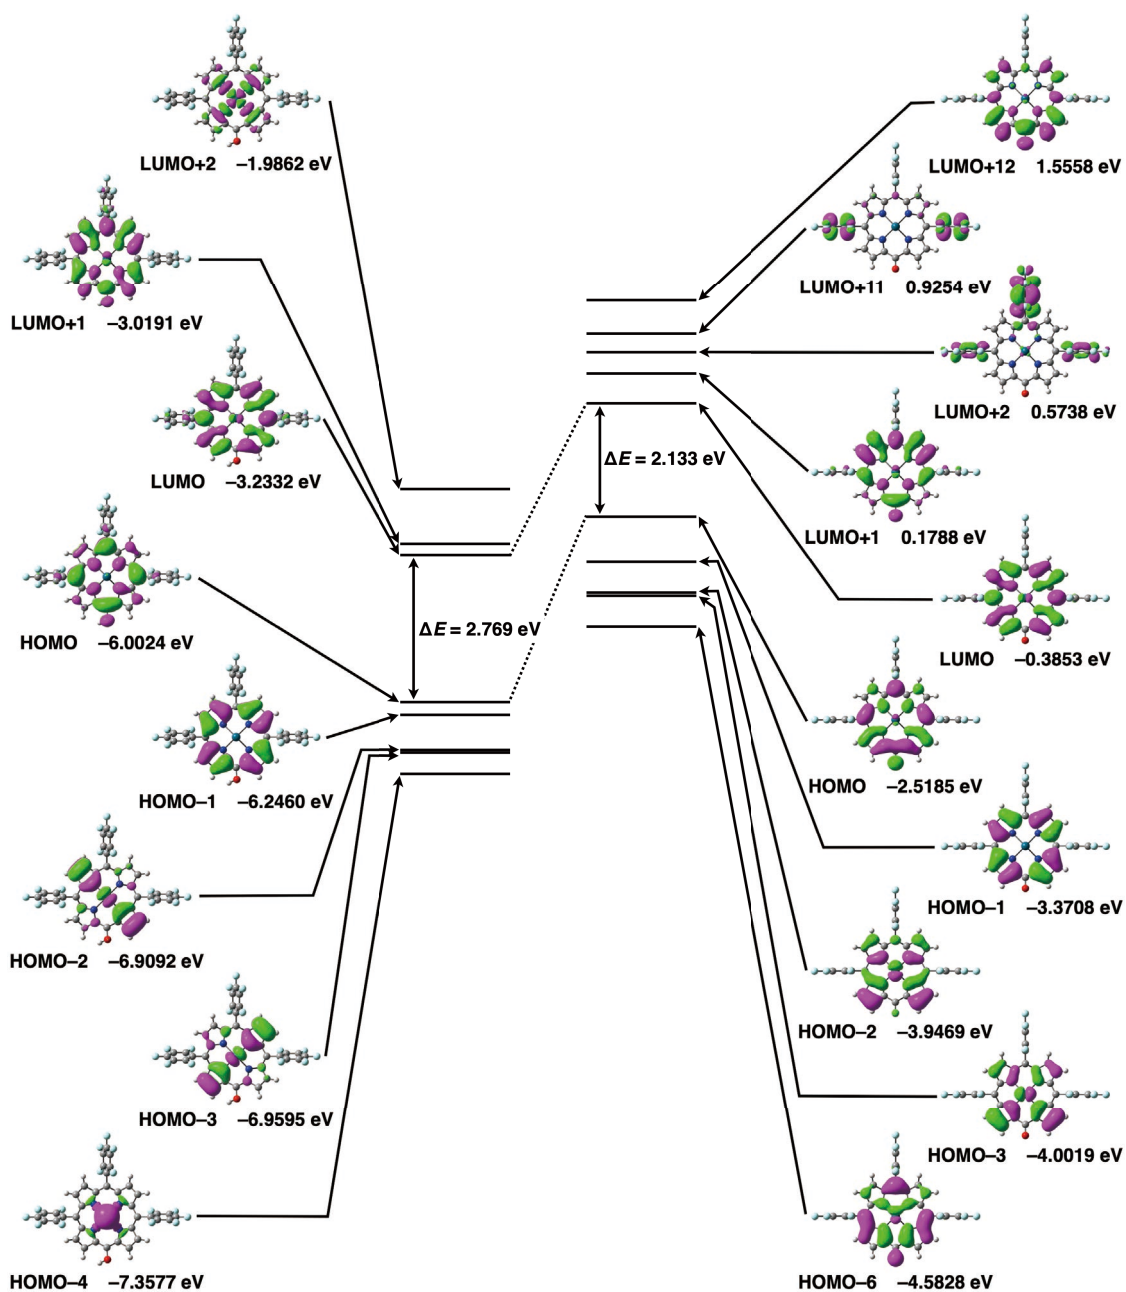 LUMO+2 −1.9862 eV
LUMO+1 −3.0191 eV
LUMO −3.2332 eV
HOMO −6.0024 eV
HOMO–1 −6.2460 eV
HOMO–2 −6.9092 eV
HOMO–3 −6.9595 eV
HOMO–4 −7.3577 eV
ΔE = 2.769 eV
ΔE = 2.133 eV
LUMO+12 1.5558 eV
LUMO+11 0.9254 eV
LUMO+2 0.5738 eV
LUMO+1 0.1788 eV
LUMO −0.3853 eV
HOMO −2.5185 eV
HOMO–1 −3.3708 eV
HOMO–2 −3.9469 eV
HOMO–3 −4.0019 eV
HOMO–6 −4.5828 eV